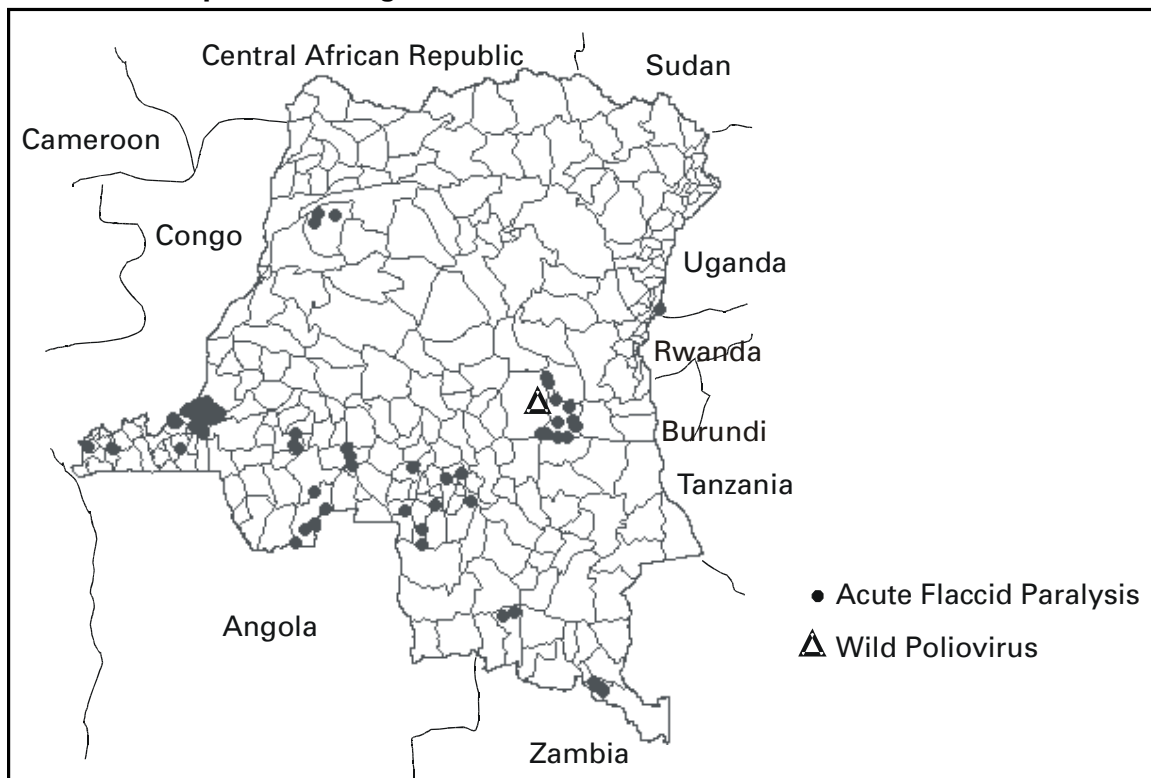 Central African Republic
Sudan
Cameroon
Congo
Uganda
Rwanda
Burundi
Tanzania
Acute Flaccid Paralysis
Angola
Wild Poliovirus
Zambia